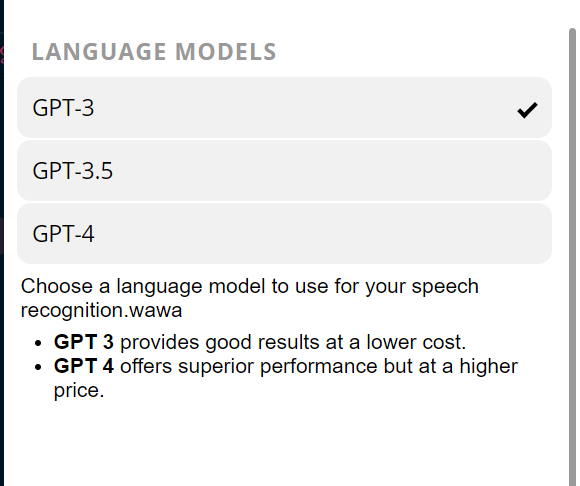 LANGUAGE MODELS
GPT-3
GPT-3.5
GPT-4
Choose a language model to use for your speech
recognition.wawa
• GPT 3 provides good results at a lower cost.
• GPT 4 offers superior performance but at a higher
price.